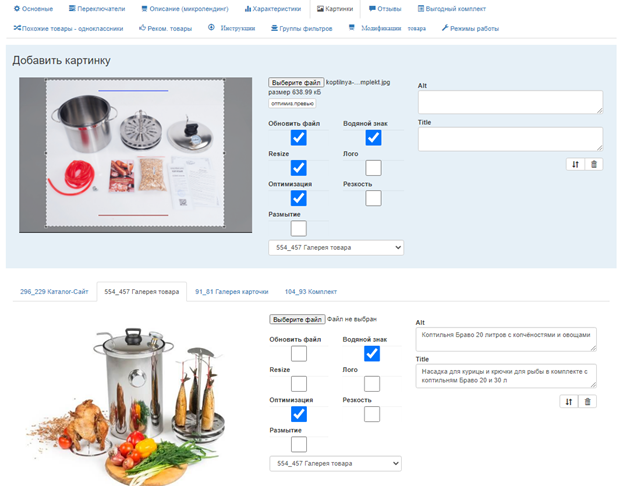 Основные Переключатели Описание (микролендинг) Характеристики Картинки Отзывы Выгодный комплект
Похожие товары - одноклассники Реком. товары Инструкции Группы фильтров Модификации товара Режимы работы
Добавить картинку
Выберите файл koptilnya-...mplekt.jpg
размер 638.99 кБ
оптимиз превью
Обновить файл Водяной знак
Resize Лого
Оптимизация Резкость
Размытие
554_457 Галерея товара
Alt
Title
296_229 Каталог-Сайт 554_457 Галерея товара 91_81 Галерея карточки 104_93 Комплект
Выберите файл Файл не выбран
Обновить файл Водяной знак
Resize Лого
Оптимизация Резкость
Размытие
554_457 Галерея товара
Alt
Коптильня Браво 20 литров с копчёностями и овощами
Title
Насадка для курицы и крючки для рыбы в комплекте с
коптильням Браво 20 и 30 л